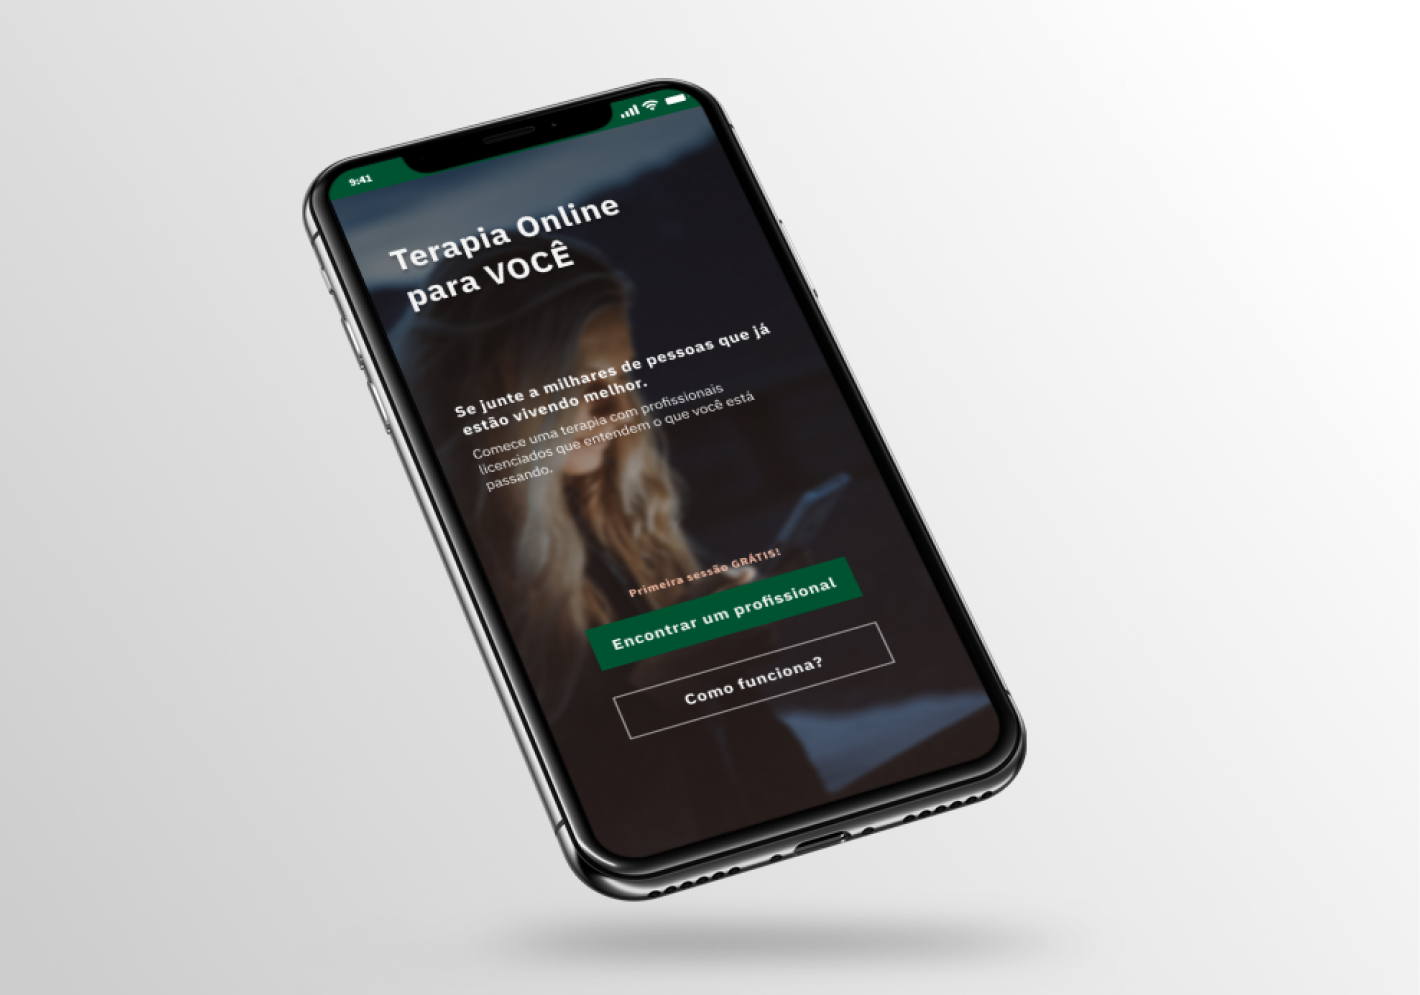 9:41
Terapia Online
para VOCÊ
Se junte a milhares de pessoas que já
estão vivendo melhor.
Comece uma terapia com profissionais
licenciados que entendem o que você está
passando.
Primeira sessão GRÁTIS!
Encontrar um profissional
Como funciona?